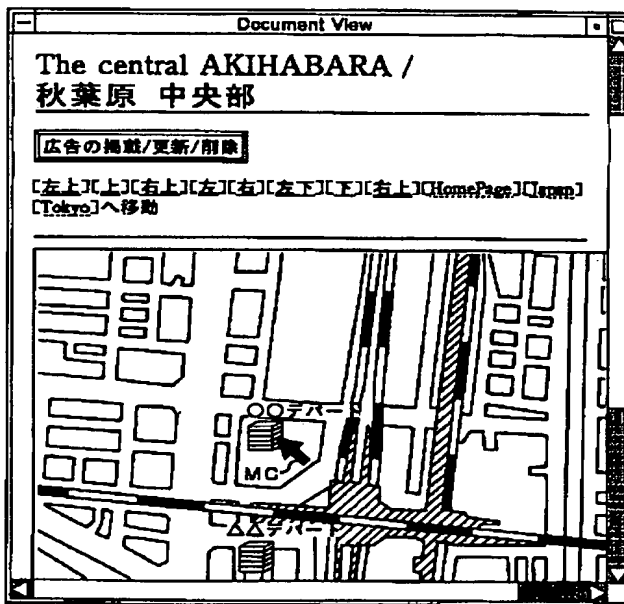 Document View
The central AKIHABARA /
秋葉原 中央部
広告の掲載/更新/削除
[左上][上][右上][左][右][左下][下][右上][HomePage][Japan]
[Tokyo]へ移動
○○デパート
MC
△△デパート